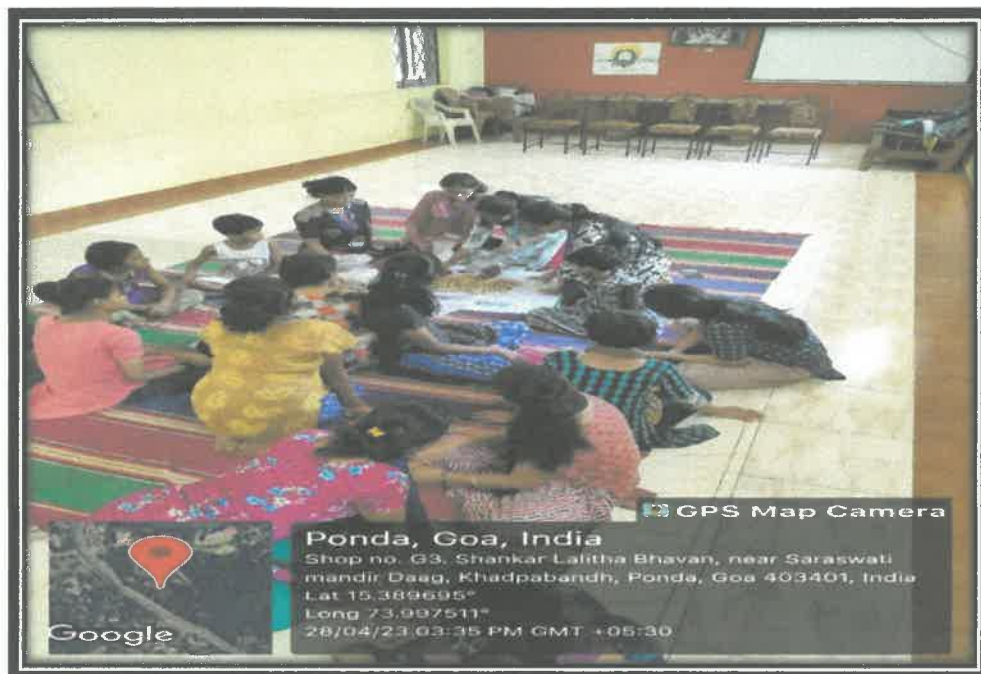 GPS Map Camera
Ponda, Goa, India
Shop no. G3, Shankar Lalitha Bhavan, near Saraswati
mandir Daag, Khadpabandh, Ponda, Goa 403401, India
Lat 15.389695°
Long 73.997511°
28/04/23 03:35 PM GMT +05:30
Google